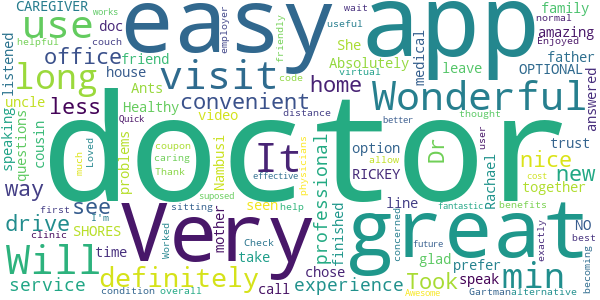 CAREGIVER works
helpful couch
use doc
easy
employer
friendly
wait useful
app
family
normal
amazing
Enjoyed
office friend
She
Absolutely
medical
leave
father
OPTIONAL
answered
listened
speaking
long
visit
house
home
Ants
code
virtual
thought
uncle
questions
Healthy
less
convenient
Wonderful
distance
better
Quick
video
cousin
problems
doctor
It
Nambusi
professional
option
Dr
RICKEY
user
trust
nice
new
together
Rachael
way
much
Loved
coupon
caring
Thank
effective
physicians
allow
cost
benefits
see
supposed
sitting
seen
help
finished
line
fantastic
NO
drive
first
SHORES
I'm
Very
mother
chose
great
glad
prefer
best
exactly
becoming
Will
clinic
time
Worked
Check
take
call
experience
Took
speak
concerned
future
min
service
definitely
condition overall
Awesome
Gartmanalternative